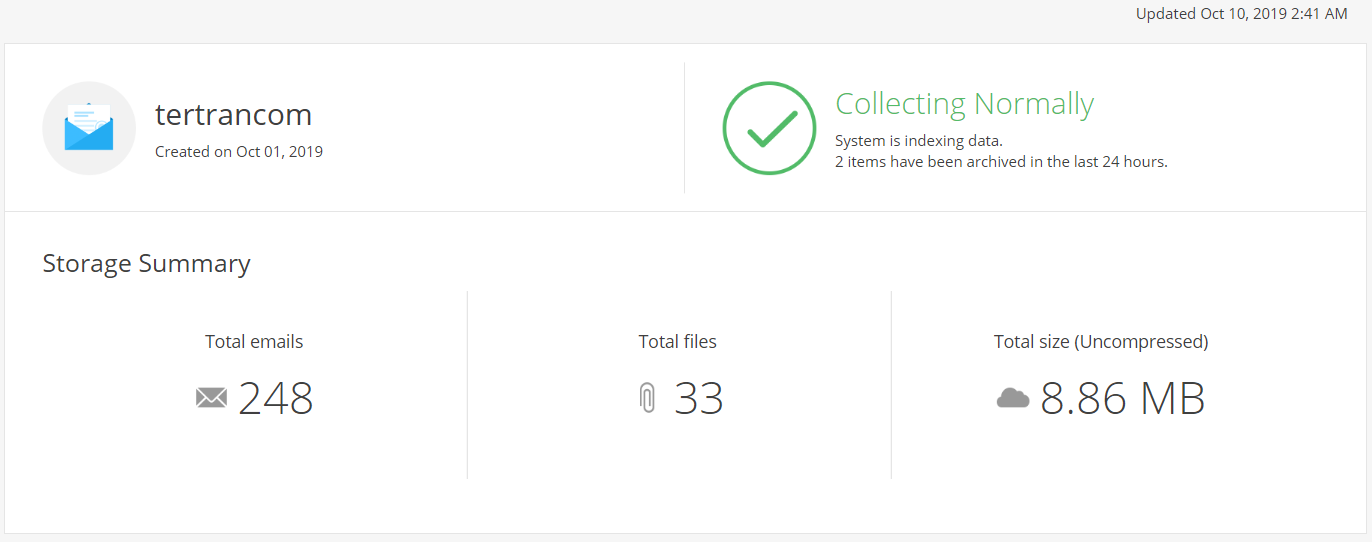 Updated Oct 10, 2019 2:41 AM
tertrancom
Created on Oct 01, 2019
Collecting Normally
System is indexing data.
2 items have been archived in the last 24 hours.
Storage Summary
Total emails
248
Total files
33
Total size (Uncompressed)
8.86 MB